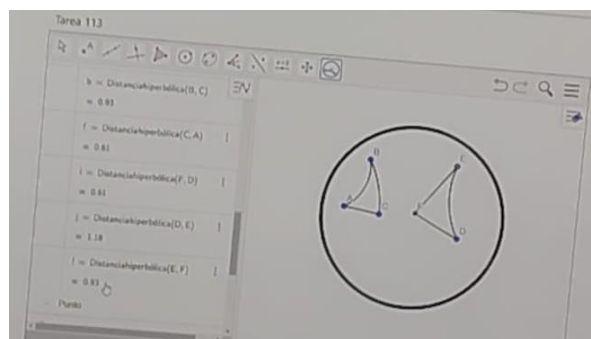 Tarea 113
b = Distanciahiperbólica(B, C)
= 0.93
f = Distanciahiperbólica(C, A)
= 0.61
i = Distanciahiperbólica(F, D)
= 0.61
j = Distanciahiperbólica(D, E)
= 1.18
l = Distanciahiperbólica(E, F)
= 0.93
Punto
A
B
C
E
F
D